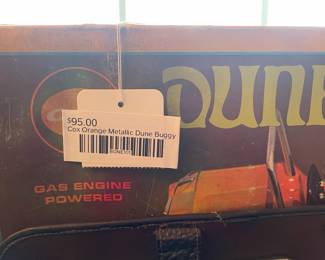 DUNE
$95.00
Cox Orange Metallic Dune Buggy
GAS ENGINE
POWERED